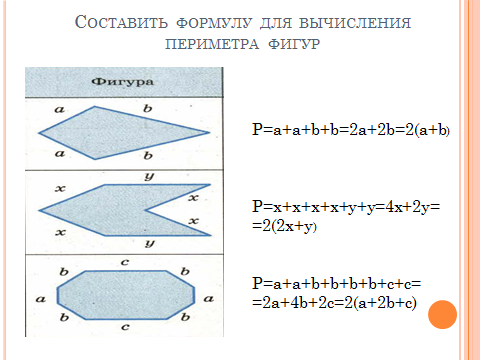 Составить формулу для вычисления
периметра фигур
Фигура
a b
a b
P=a+a+b+b=2a+2b=2(a+b)
y
x x
x x
y
P=x+x+x+x+y+y=4x+2y=
=2(2x+y)
c
b b
a a
b b
c
P=a+a+b+b+b+b+c+c=
=2a+4b+2c=2(a+2b+c)